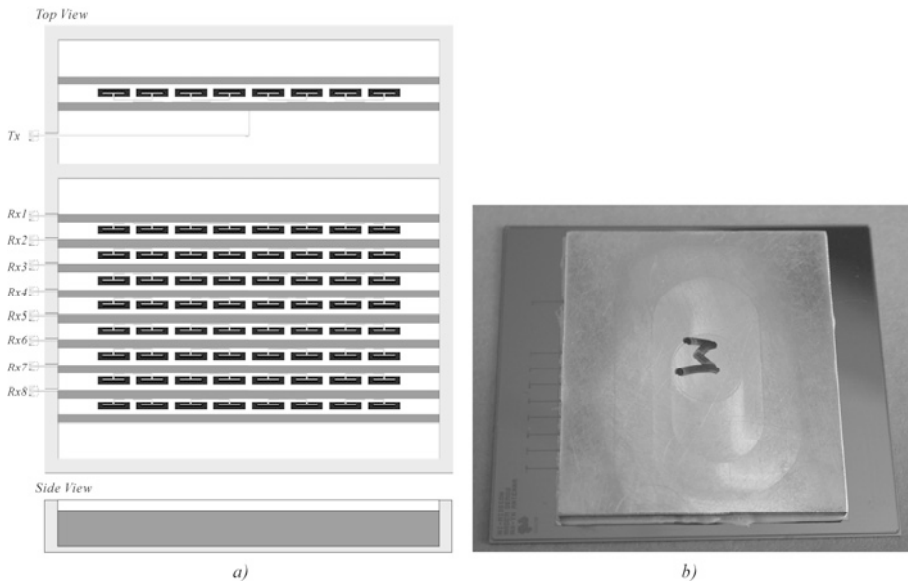 Top View
Tx
Rx1
Rx2
Rx3
Rx4
Rx5
Rx6
Rx7
Rx8
Side View
M
a)
b)